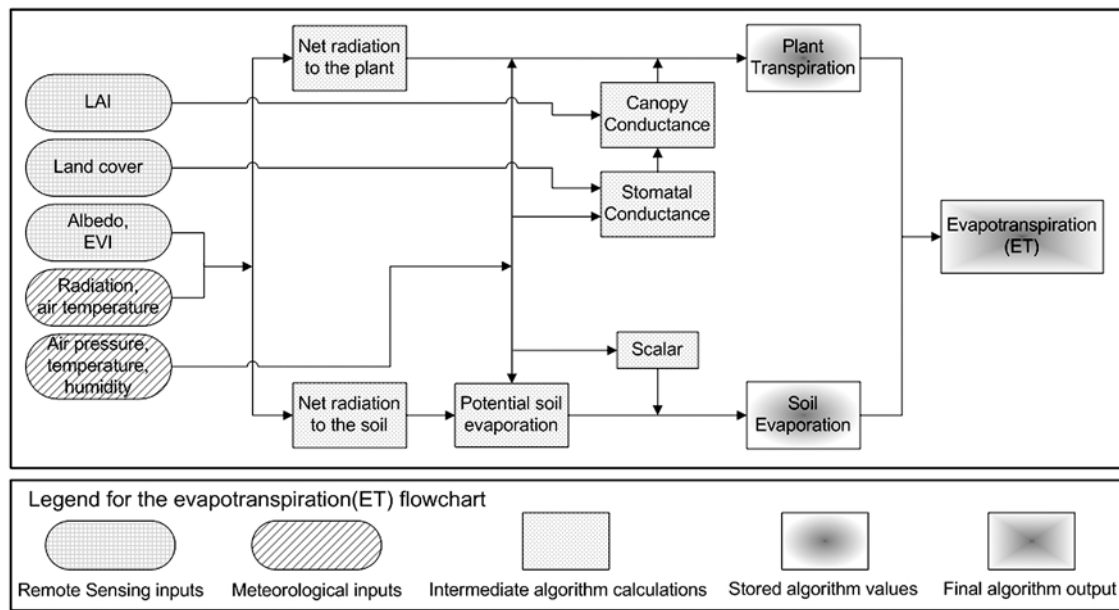 Net radiation
to the plant
Plant
Transpiration
LAI
Canopy
Conductance
Land cover
Stomatal
Conductance
Albedo,
EVI
Evapotranspiration
(ET)
Radiation,
air temperature
Air pressure,
temperature,
humidity
Scalar
Net radiation
to the soil
Potential soil
evaporation
Soil
Evaporation
Legend for the evapotranspiration(ET) flowchart
Remote Sensing inputs
Meteorological inputs
Intermediate algorithm calculations
Stored algorithm values
Final algorithm output